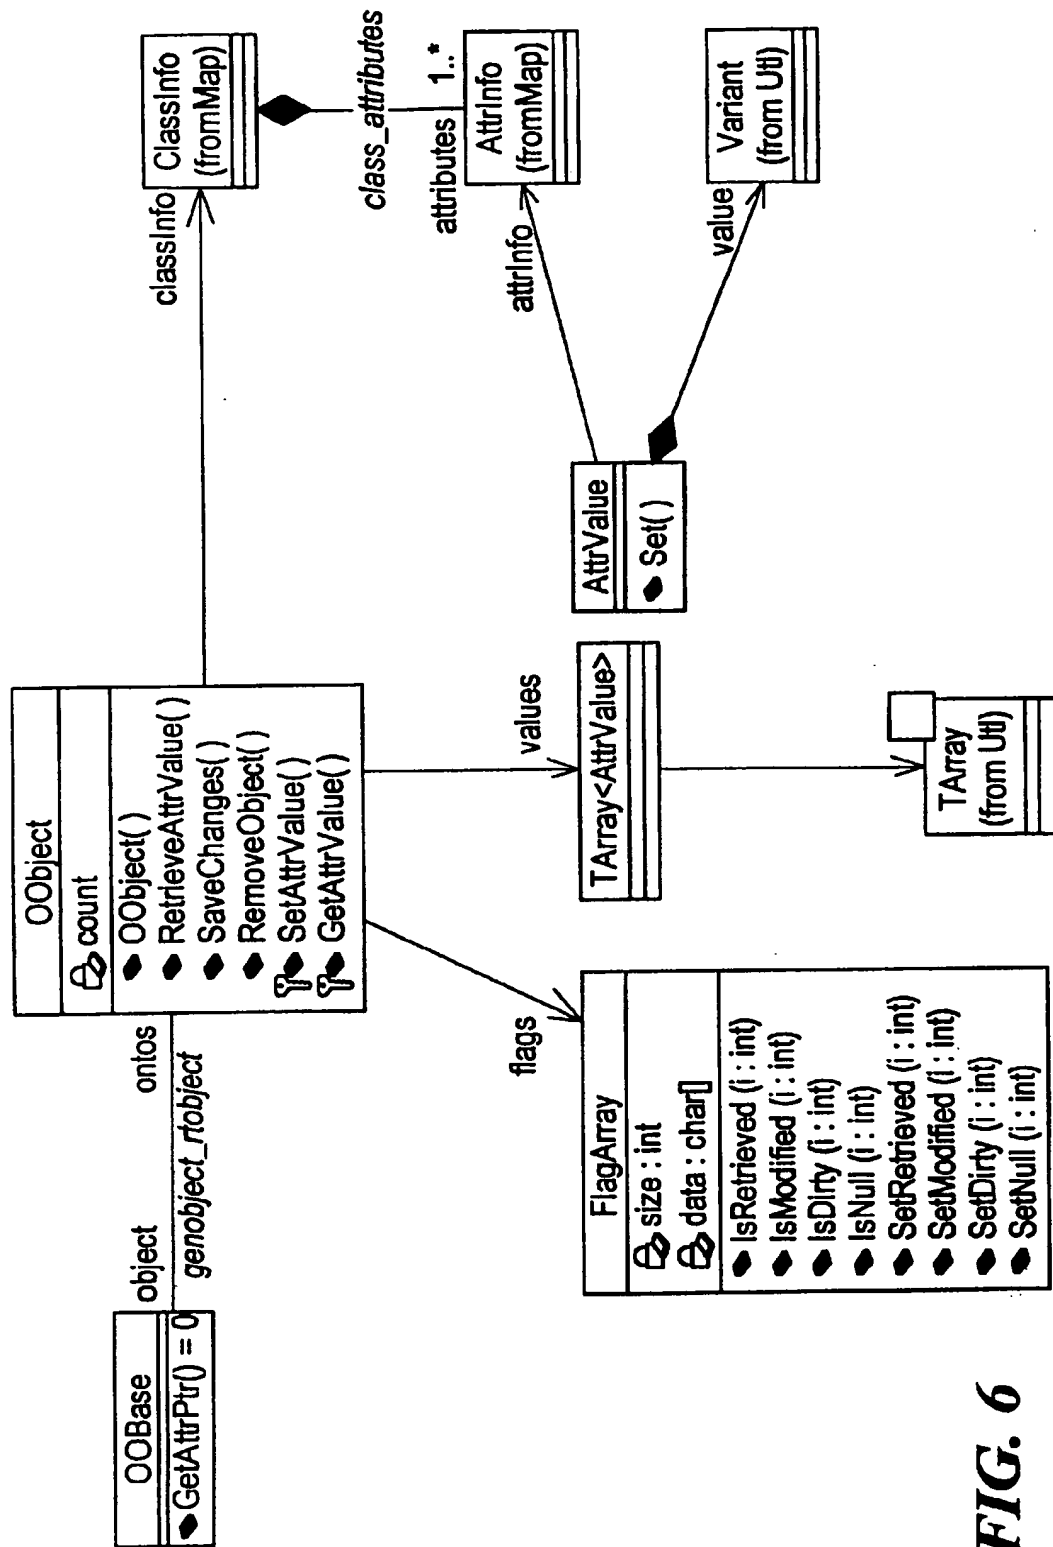 OOBase
GetAttrPtr() = 0
object
ontos
genobject_rtobject
OObject
count
OObject( )
RetrieveAttrValue( )
SaveChanges( )
RemoveObject( )
SetAttrValue( )
GetAttrValue( )
classInfo
ClassInfo
(fromMap)
class_attributes
attributes
1..*
AttrInfo
(fromMap)
attrInfo
AttrValue
Set( )
value
Variant
(from Utl)
flags
FlagArray
size : int
data : char[]
IsRetrieved (i : int)
IsModified (i : int)
IsDirty (i : int)
IsNull (i : int)
SetRetrieved (i : int)
SetModified (i : int)
SetDirty (i : int)
SetNull (i : int)
values
TArray<AttrValue>
TArray
(from Utl)
FIG. 6